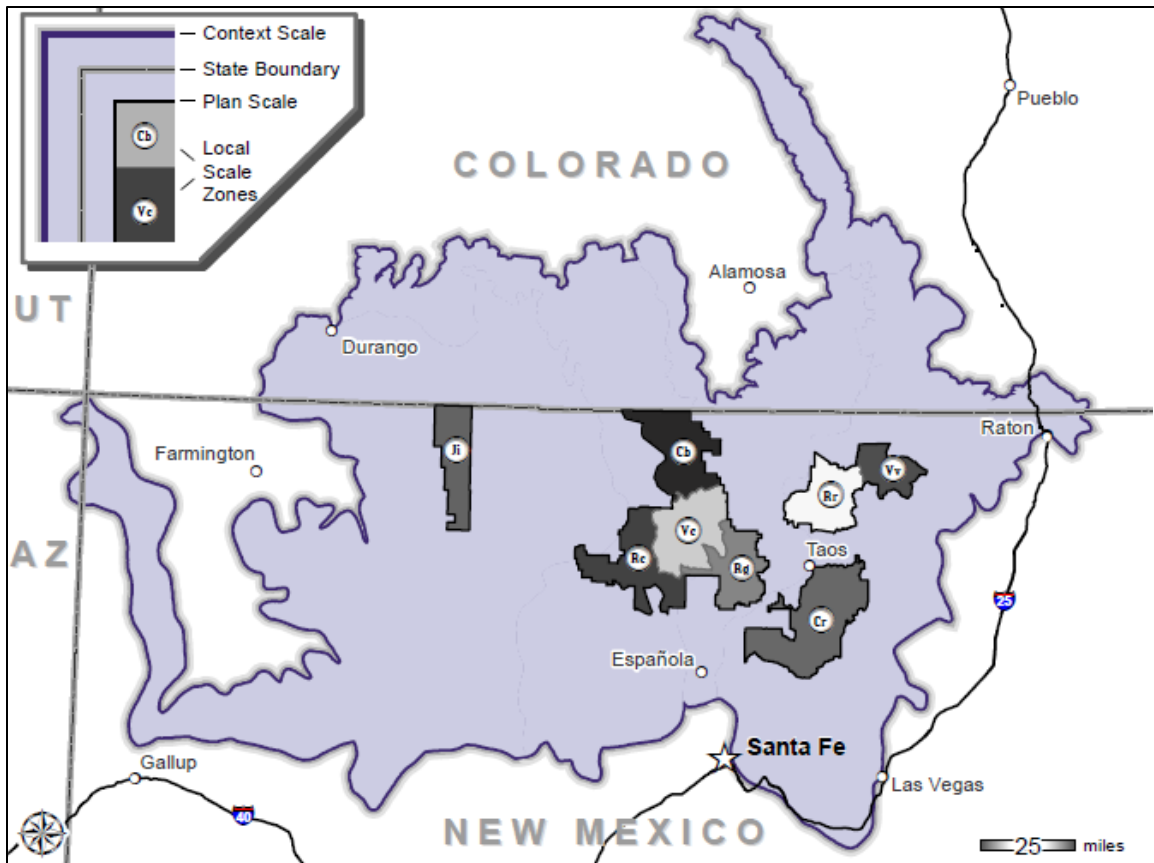 Context Scale
State Boundary
Plan Scale
Cb
Local
Scale
Zones
Vc
COLORADO
Pueblo
UT
Alamosa
Durango
Raton
Farmington
Ji
Cb
Vv
Rr
AZ
Vc
Rc
Rg
Taos
25
Cr
Española
Santa Fe
Gallup
Las Vegas
40
NEW MEXICO
25 miles